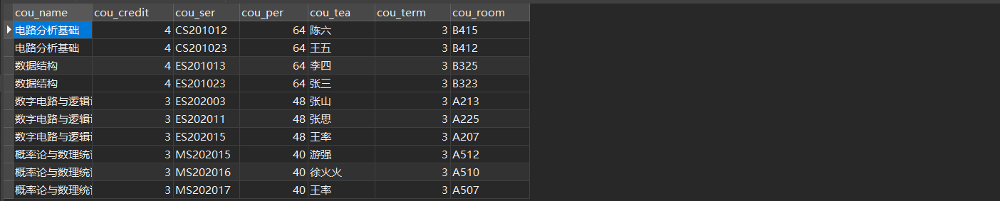 cou_name cou_credit cou_ser cou_per cou_tea cou_term cou_room
电路分析基础 4 CS201012 64 陈六 3 B415
电路分析基础 4 CS201023 64 王五 3 B412
数据结构 4 ES201013 64 李四 3 B325
数据结构 4 ES201023 64 张三 3 B323
数字电路与逻辑 3 ES202003 48 张山 3 A213
数字电路与逻辑 3 ES202011 48 张思 3 A225
数字电路与逻辑 3 ES202015 48 王率 3 A207
概率论与数理统 3 MS202015 40 游强 3 A512
概率论与数理统 3 MS202016 40 徐火火 3 A510
概率论与数理统 3 MS202017 40 王率 3 A507